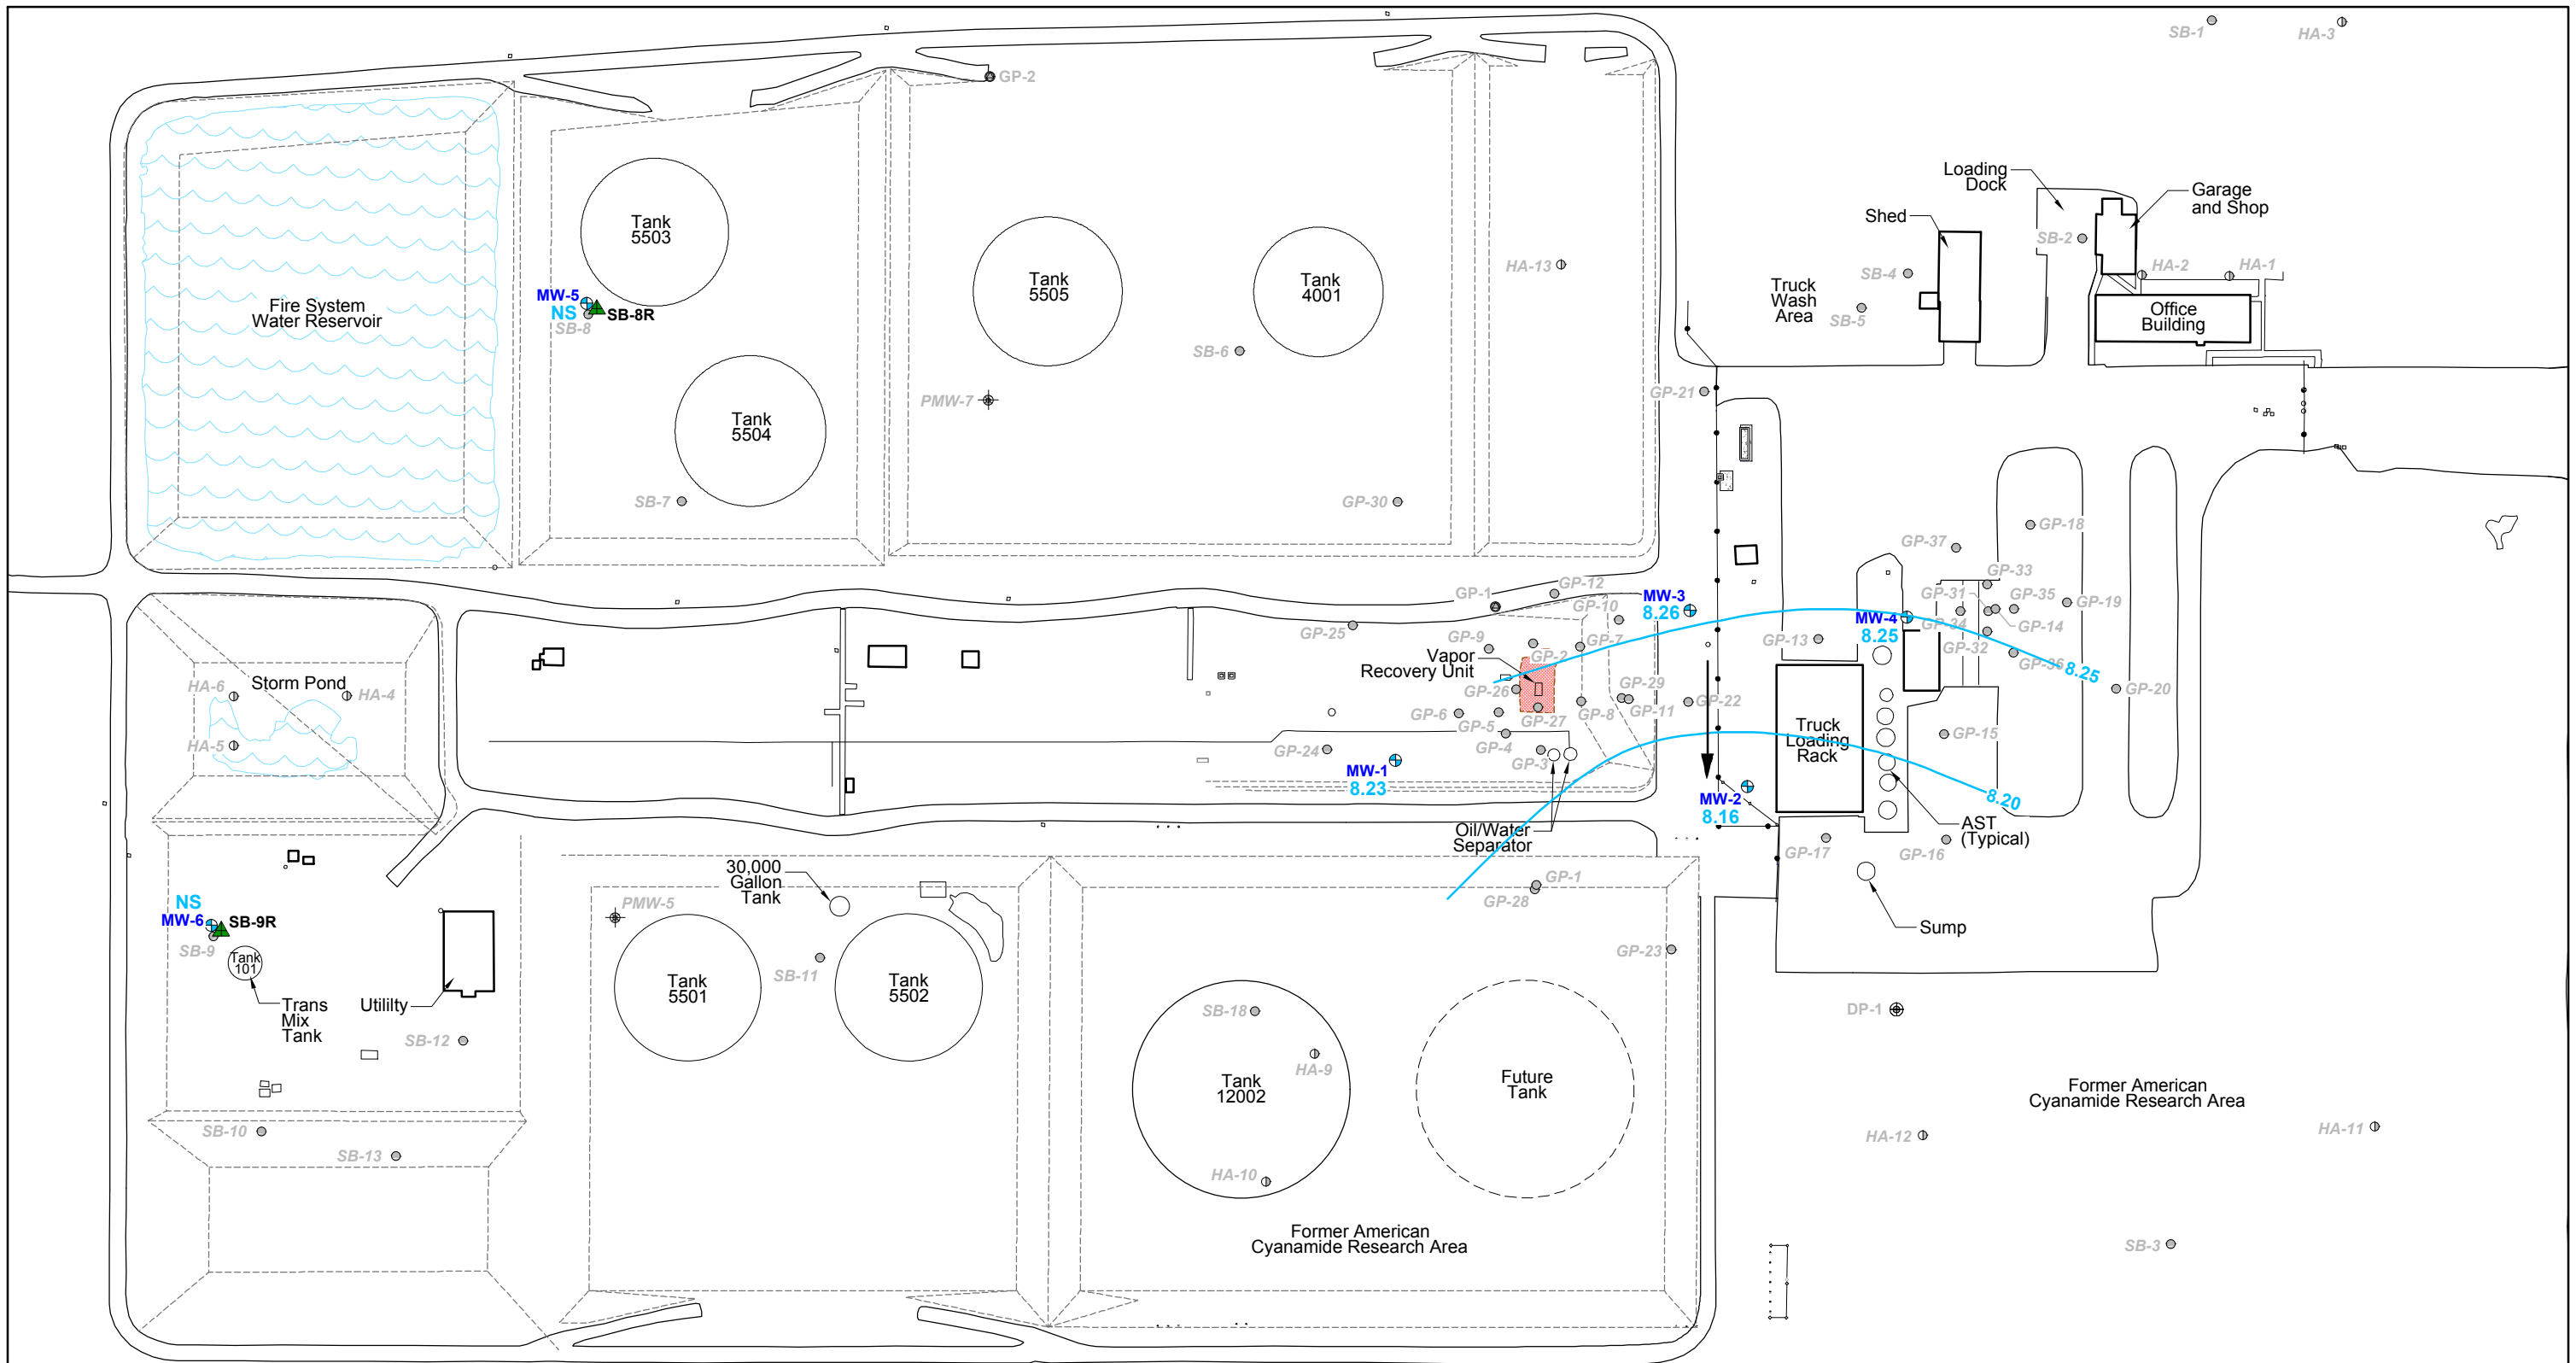 SB-1
HA-3
GP-2
Loading
Dock
Garage
and Shop
Shed
Tank
5503
SB-2
HA-13
Tank
5505
Tank
4001
SB-4
HA-2
HA-1
Truck
Wash
Area
SB-5
Office
Building
Fire System
Water Reservoir
MW-5
NS
SB-8
SB-8R
SB-6
GP-21
PMW-7
Tank
5504
SB-7
GP-30
GP-18
GP-37
GP-33
GP-1
GP-12
GP-10
MW-3
8.26
GP-31
GP-35
GP-19
MW-4
8.25
GP-34
GP-14
GP-25
GP-9
GP-2
GP-7
GP-13
GP-32
GP-36
8.25
Vapor
Recovery Unit
Storm Pond
HA-6
HA-4
GP-26
GP-29
GP-20
GP-6
GP-5
GP-27
GP-8
GP-11
GP-22
Truck
Loading
Rack
GP-15
HA-5
GP-24
GP-4
GP-3
MW-1
8.23
MW-2
8.16
8.20
Oil/Water
Separator
AST
(Typical)
GP-17
GP-16
30,000
Gallon
Tank
GP-1
GP-28
NS
MW-6
SB-9R
SB-9
PMW-5
Sump
Tank
101
SB-11
GP-23
Tank
5501
Tank
5502
Trans
Mix
Tank
Utililty
SB-18
DP-1
SB-12
HA-9
Tank
12002
Future
Tank
Former American
Cyanamide Research Area
SB-10
HA-12
HA-11
SB-13
HA-10
Former American
Cyanamide Research Area
SB-3